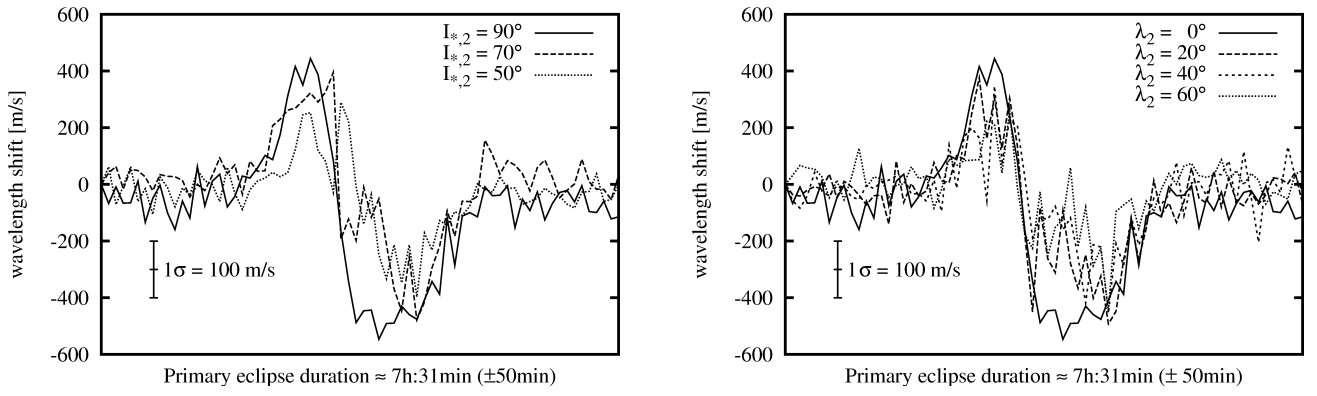 600
400
200
0
-200
-400
-600
wavelength shift [m/s]
I*,2 = 90°
I*,2 = 70°
I*,2 = 50°
1σ = 100 m/s
Primary eclipse duration ≈ 7h:31min (±50min)
600
400
200
0
-200
-400
-600
wavelength shift [m/s]
λ2 = 0°
λ2 = 20°
λ2 = 40°
λ2 = 60°
1σ = 100 m/s
Primary eclipse duration ≈ 7h:31min (± 50min)